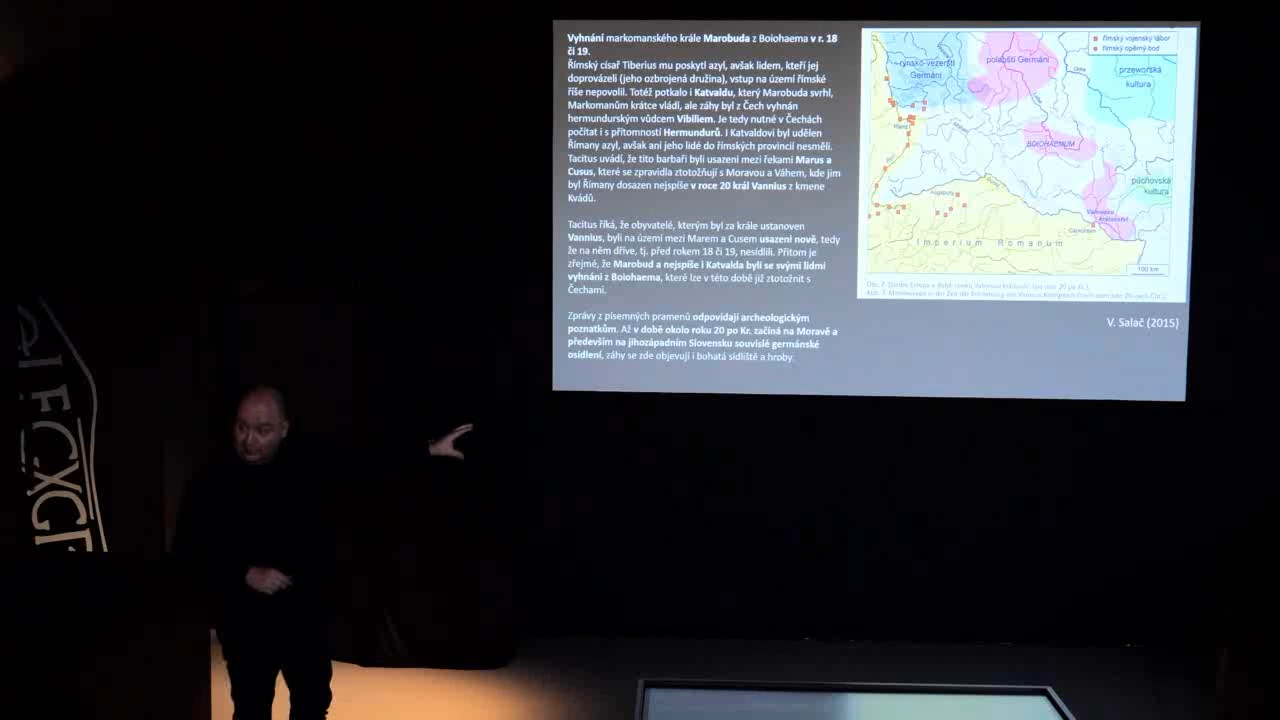 Vyhnání markomanského krále Marobuda z Boiohaema v r. 18
či 19.
Římský císař Tiberius mu poskytl azyl, avšak lidem, kteří jej
doprovázeli (jeho ozbrojená družina), vstup na území římské
říše nepovolil. Totéž potkalo i Katvaldu, který Marobuda svrhl,
Markomanům krátce vládl, ale záhy byl z Čech vyhnán
hermundurským vůdcem Vibiliem. Je tedy nutné v Čechách
počítat i s přítomností Hermundurů. I Katvaldovi byl udělen
Římany azyl, avšak ani jeho lidé do římských provincií nesměli.
Tacitus uvádí, že tito barbaři byli usazeni mezi řekami Marus a
Cusus, které se zpravidla ztotožňují s Moravou a Váhem, kde jim
byl Římany dosazen nejspíše v roce 20 král Vannius z kmene
Kvádů.
Tacitus říká, že obyvatelé, kterým byl za krále ustanoven
Vannius, byli na území mezi Marem a Cusem usazeni nově, tedy
že na něm dříve, tj. před rokem 18 či 19, nesídlili. Přitom je
zřejmé, že Marobud a nejspíše i Katvalda byli se svými lidmi
vyhnáni z Boiohaema, které lze v této době již ztotožnit s
Čechami.
Zprávy z písemných pramenů odpovídají archeologickým
poznatkům. Až v době okolo roku 20 po Kr. začíná na Moravě a
především na jihozápadním Slovensku souvislé germánské
osídlení, záhy se zde objevují i bohatá sídliště a hroby.
římský vojenský tábor
římský opěrný bod
rýnsko-vezerští
Germáni
polabští Germáni
przeworská
kultura
BOIOHAEMUM
púchovská
kultura
Vanniovo
království
Carnuntum
Imperium Romanum
100 km
V. Salač (2015)